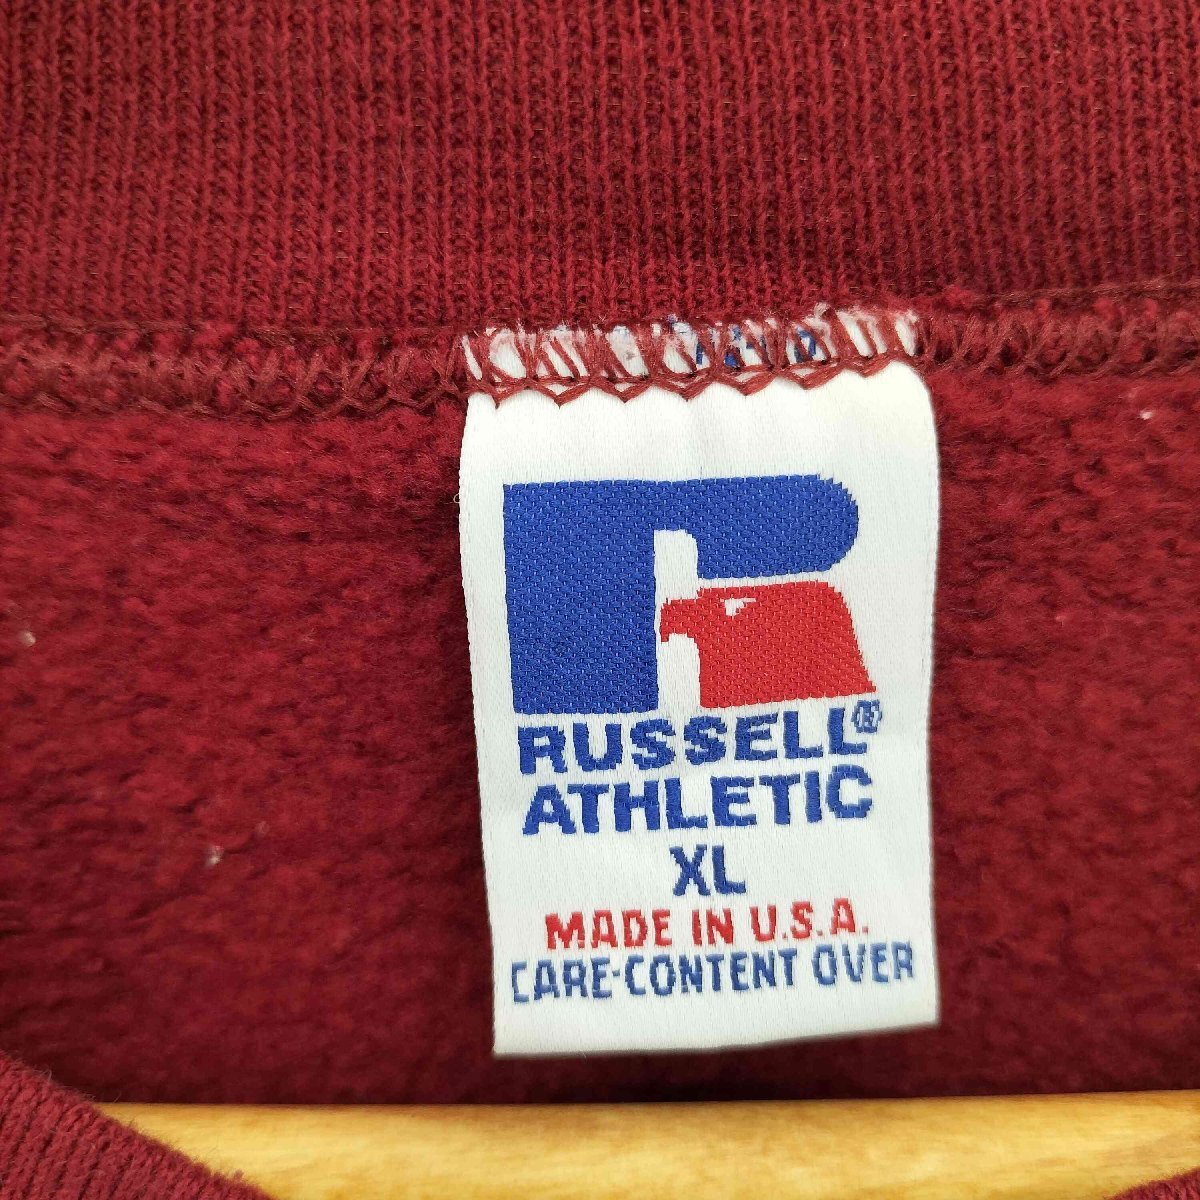 RUSSELL®
ATHLETIC
XL
MADE IN U.S.A.
CARE-CONTENT OVER